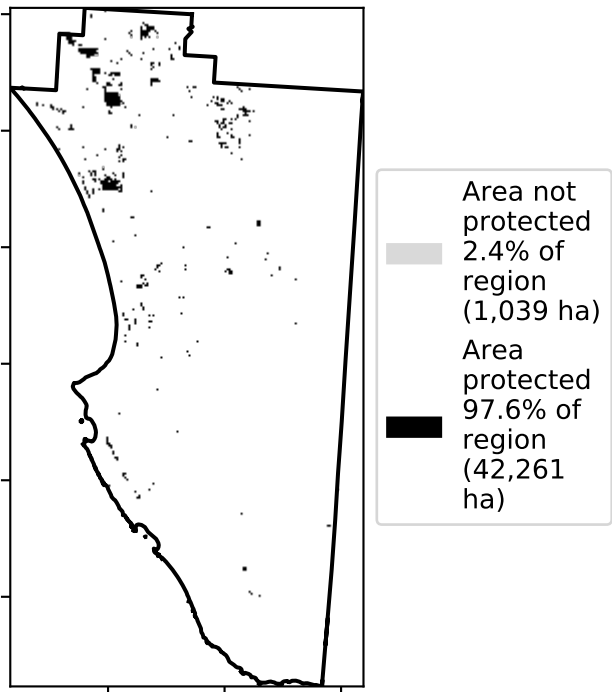 Area not
protected
2.4% of
region
(1,039 ha)
Area
protected
97.6% of
region
(42,261
ha)